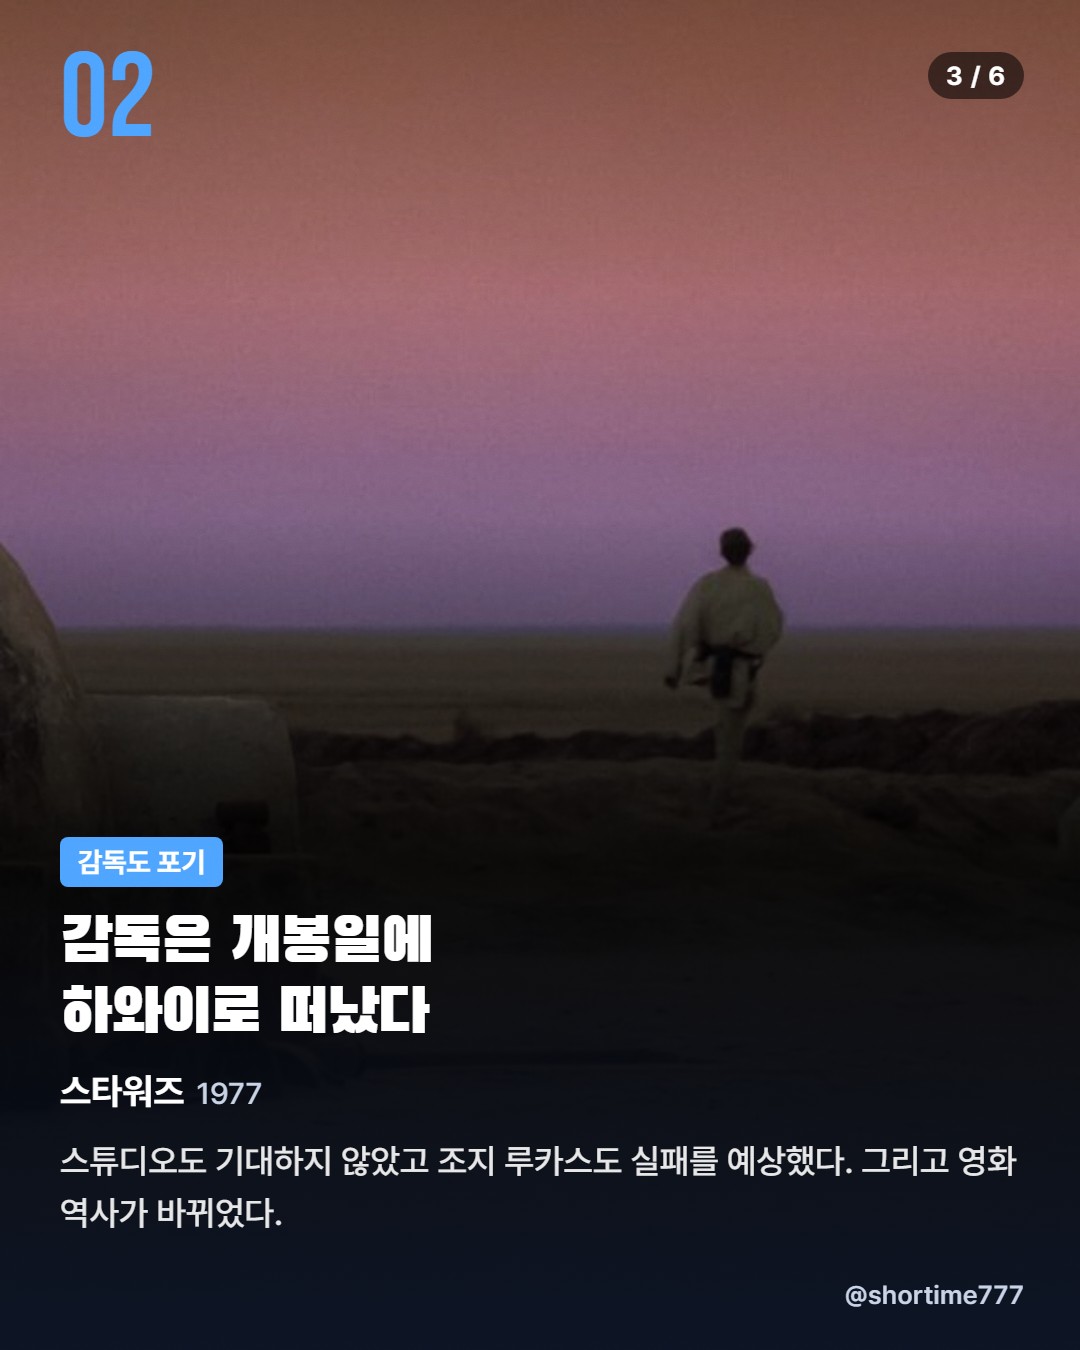 02
3 / 6
감독도 포기
감독은 개봉일에
하와이로 떠났다
스타워즈 1977
스튜디오도 기대하지 않았고 조지 루카스도 실패를 예상했다. 그리고 영화
역사가 바뀌었다.
@shortime777